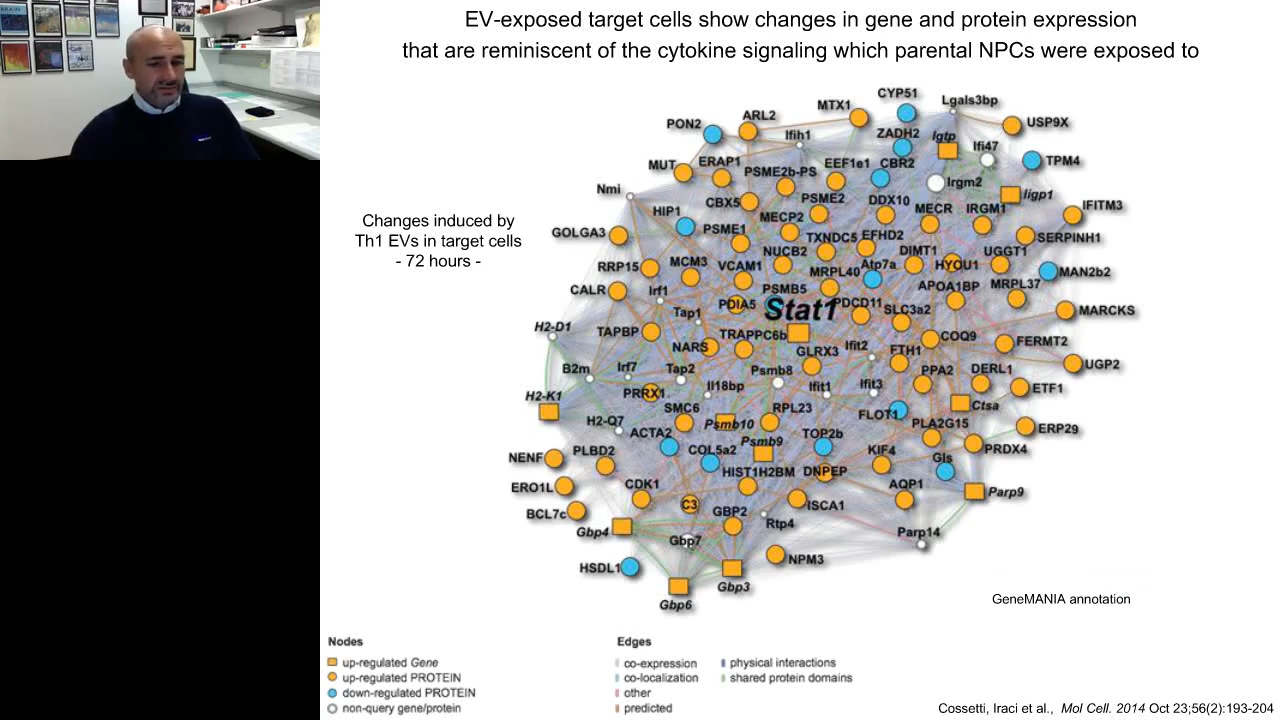 EV-exposed target cells show changes in gene and protein expression
that are reminiscent of the cytokine signaling which parental NPCs were exposed to
Changes induced by
Th1 EVs in target cells
- 72 hours -
CYP51
Lgals3bp
MTX1
ARL2
PON2
USP9X
Ifih1
ZADH2
Igtp
Ifi47
MUT
ERAP1
EEF1e1
CBR2
TPM4
PSME2b-PS
Irgm2
Nmi
CBX5
PSME2
DDX10
MECR
IRGM1
Iigp1
IFITM3
HIP1
MECP2
GOLGA3
PSME1
TXNDC5
EFHD2
SERPINH1
NUCB2
DIMT1
UGGT1
RRP15
MCM3
VCAM1
MRPL40
Atp7a
HYOU1
MAN2b2
CALR
Irf1
PSMB5
APOA1BP
MRPL37
PDIA5
Stat1
PDCD11
SLC3a2
MARCKS
Tap1
H2-D1
TAPBP
TRAPPC6b
COQ9
FERMT2
NARS
GLRX3
Ifit2
FTH1
UGP2
B2m
Irf7
Tap2
Psmb8
PPA2
DERL1
H2-K1
PRRX1
Il18bp
Ifit1
Ifit3
ETF1
SMC6
RPL23
FLOT1
Ctsa
H2-Q7
Psmb10
PLA2G15
ERP29
ACTA2
Psmb9
TOP2b
NENF
PLBD2
COL5a2
KIF4
Gls
PRDX4
HIST1H2BM
DNPEP
ERO1L
CDK1
AQP1
Parp9
BCL7c
C3
GBP2
ISCA1
Gbp4
Rtp4
Gbp7
Parp14
HSDL1
NPM3
Gbp3
Gbp6
GeneMANIA annotation
Nodes
up-regulated Gene
up-regulated PROTEIN
down-regulated PROTEIN
non-query gene/protein
Edges
co-expression
co-localization
other
predicted
physical interactions
shared protein domains
Cossetti, Iraci et al., Mol Cell. 2014 Oct 23;56(2):193-204